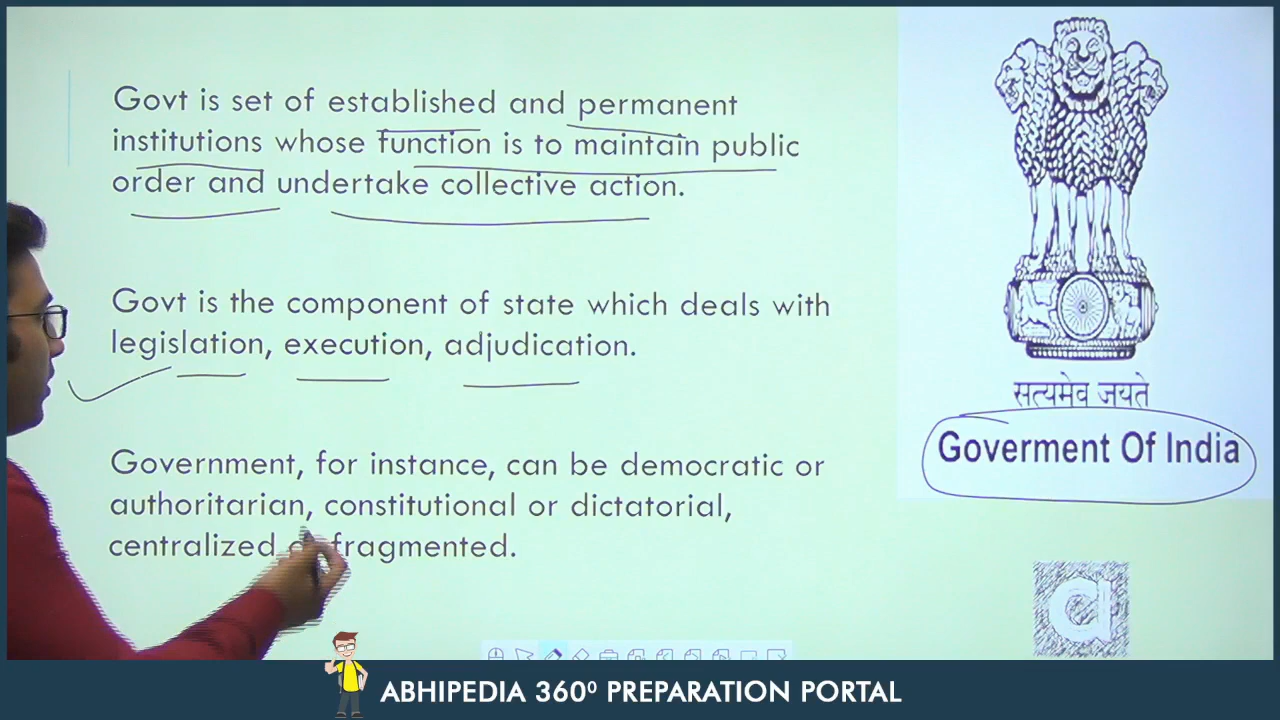 Govt is set of established and permanent
institutions whose function is to maintain public
order and undertake collective action.
Govt is the component of state which deals with
legislation, execution, adjudication.
Government, for instance, can be democratic or
authoritarian, constitutional or dictatorial,
centralized fragmented.
सत्यमेव जयते
Goverment Of India
a
ABHIPEDIA 360⁰ PREPARATION PORTAL